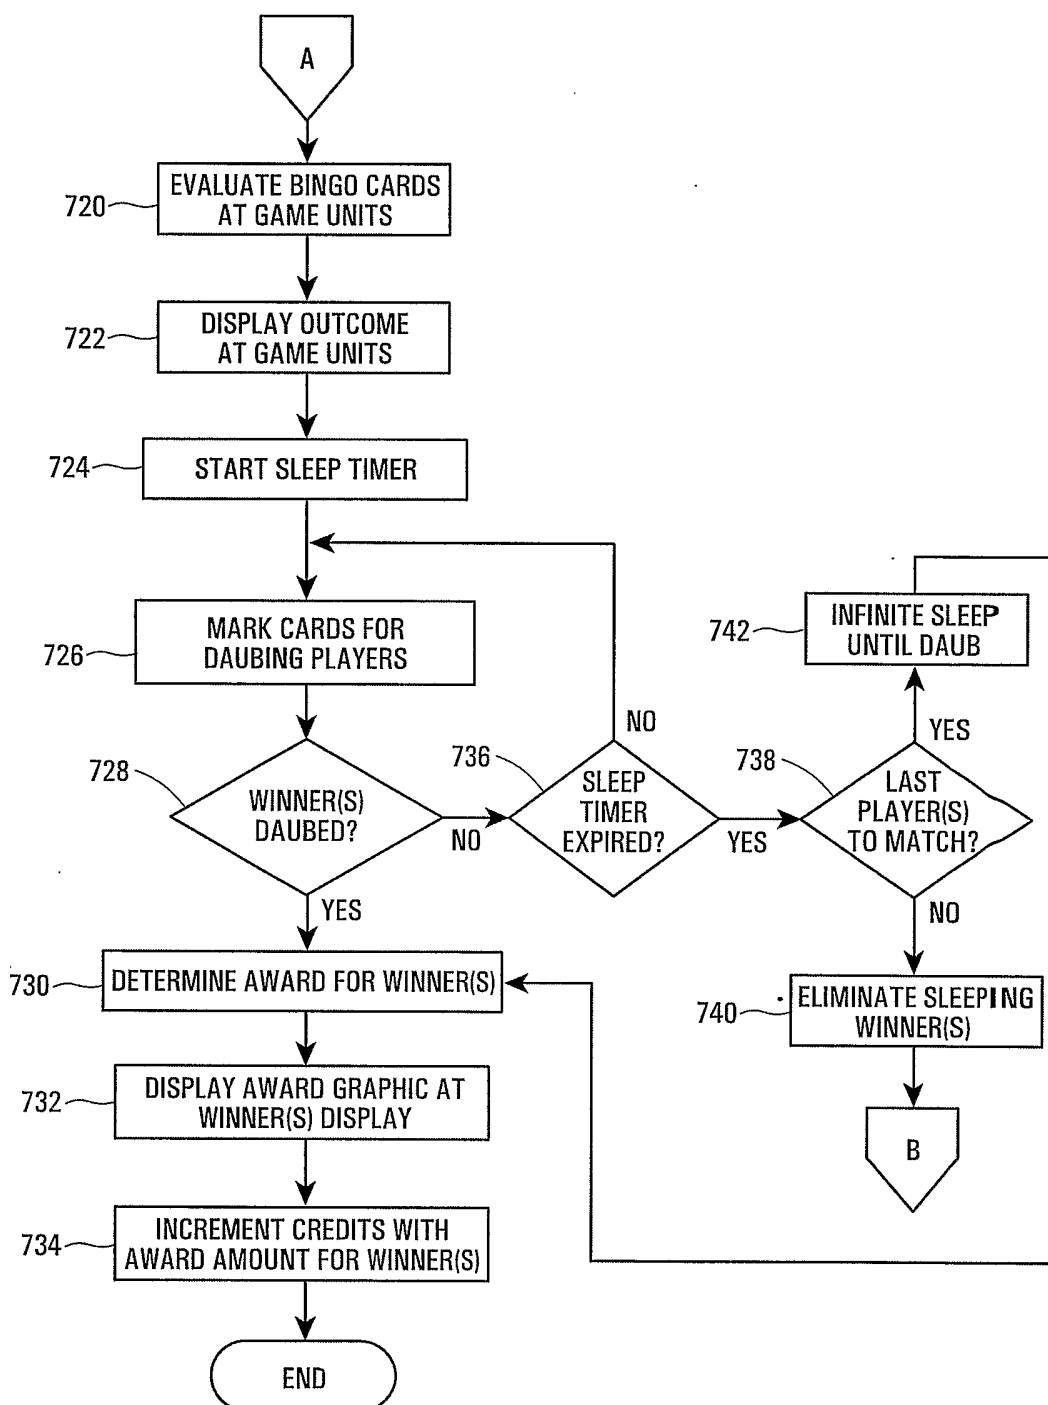 A
EVALUATE BINGO CARDS
AT GAME UNITS
720
DISPLAY OUTCOME
AT GAME UNITS
722
START SLEEP TIMER
724
MARK CARDS FOR
DAUBING PLAYERS
726
INFINITE SLEEP
UNTIL DAUB
742
NO
YES
728
WINNER(S)
DAUBED?
NO
736
SLEEP
TIMER
EXPIRED?
YES
738
LAST
PLAYER(S)
TO MATCH?
YES
NO
DETERMINE AWARD FOR WINNER(S)
730
ELIMINATE SLEEPING
WINNER(S)
740
DISPLAY AWARD GRAPHIC AT
WINNER(S) DISPLAY
732
B
INCREMENT CREDITS WITH
AWARD AMOUNT FOR WINNER(S)
734
END